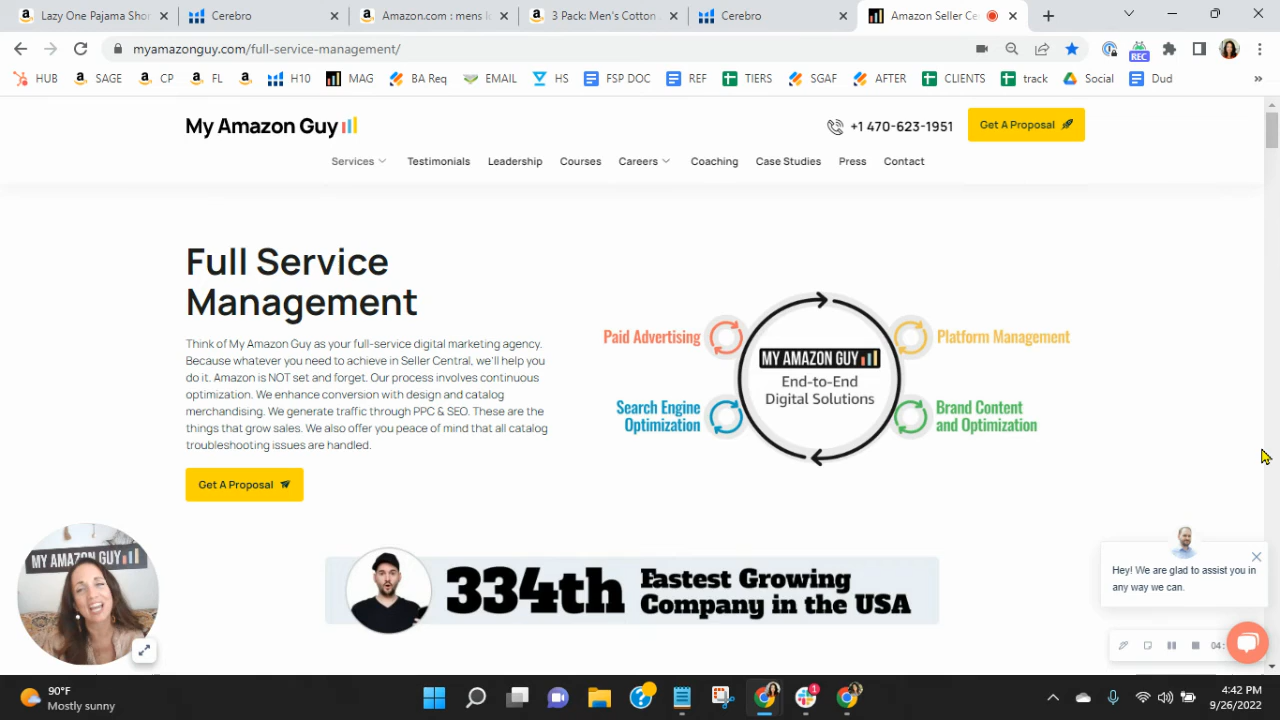 Lazy One Pajama Shor
Cerebro
Amazon.com : mens l
3 Pack: Men's Cotton
Cerebro
Amazon Seller Ce
myamazonguy.com/full-service-management/
REC
HUB
SAGE
CP
FL
H10
MAG
BA Req
EMAIL
HS
FSP DOC
REF
TIERS
SGAF
AFTER
CLIENTS
track
Social
Dud
»
My Amazon Guy
+1 470-623-1951
Get A Proposal
Services
Testimonials
Leadership
Courses
Careers
Coaching
Case Studies
Press
Contact
Full Service
Management
Think of My Amazon Guy as your full-service digital marketing agency.
Because whatever you need to achieve in Seller Central, we'll help you
do it. Amazon is NOT set and forget. Our process involves continuous
optimization. We enhance conversion with design and catalog
merchandising. We generate traffic through PPC & SEO. These are the
things that grow sales. We also offer you peace of mind that all catalog
troubleshooting issues are handled.
Get A Proposal
Paid Advertising
Platform Management
MY AMAZON GUY
End-to-End
Digital Solutions
Search Engine
Optimization
Brand Content
and Optimization
MY AMAZON GUY
334th
Fastest Growing
Company in the USA
Hey! We are glad to assist you in
any way we can.
04:
90°F
Mostly sunny
1
4:42 PM
9/26/2022